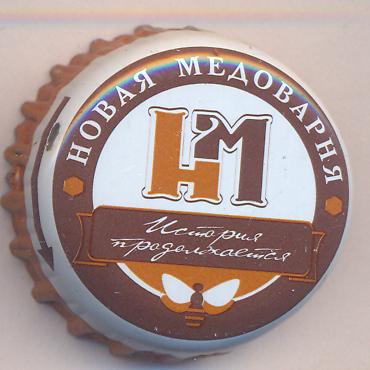 НОВАЯ МЕДОВАРНЯ
НМ
История
продолжается